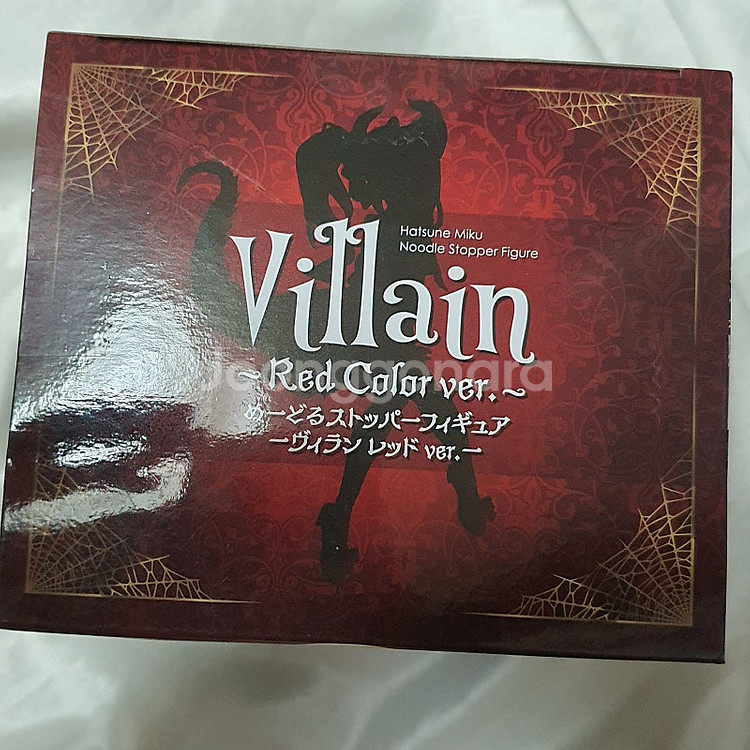 Hatsune Miku
Noodle Stopper Figure
Villain
~Red Color ver.~
Joonggonara
ぬーどるストッパーフィギュア
ーヴィラン レッド ver.ー